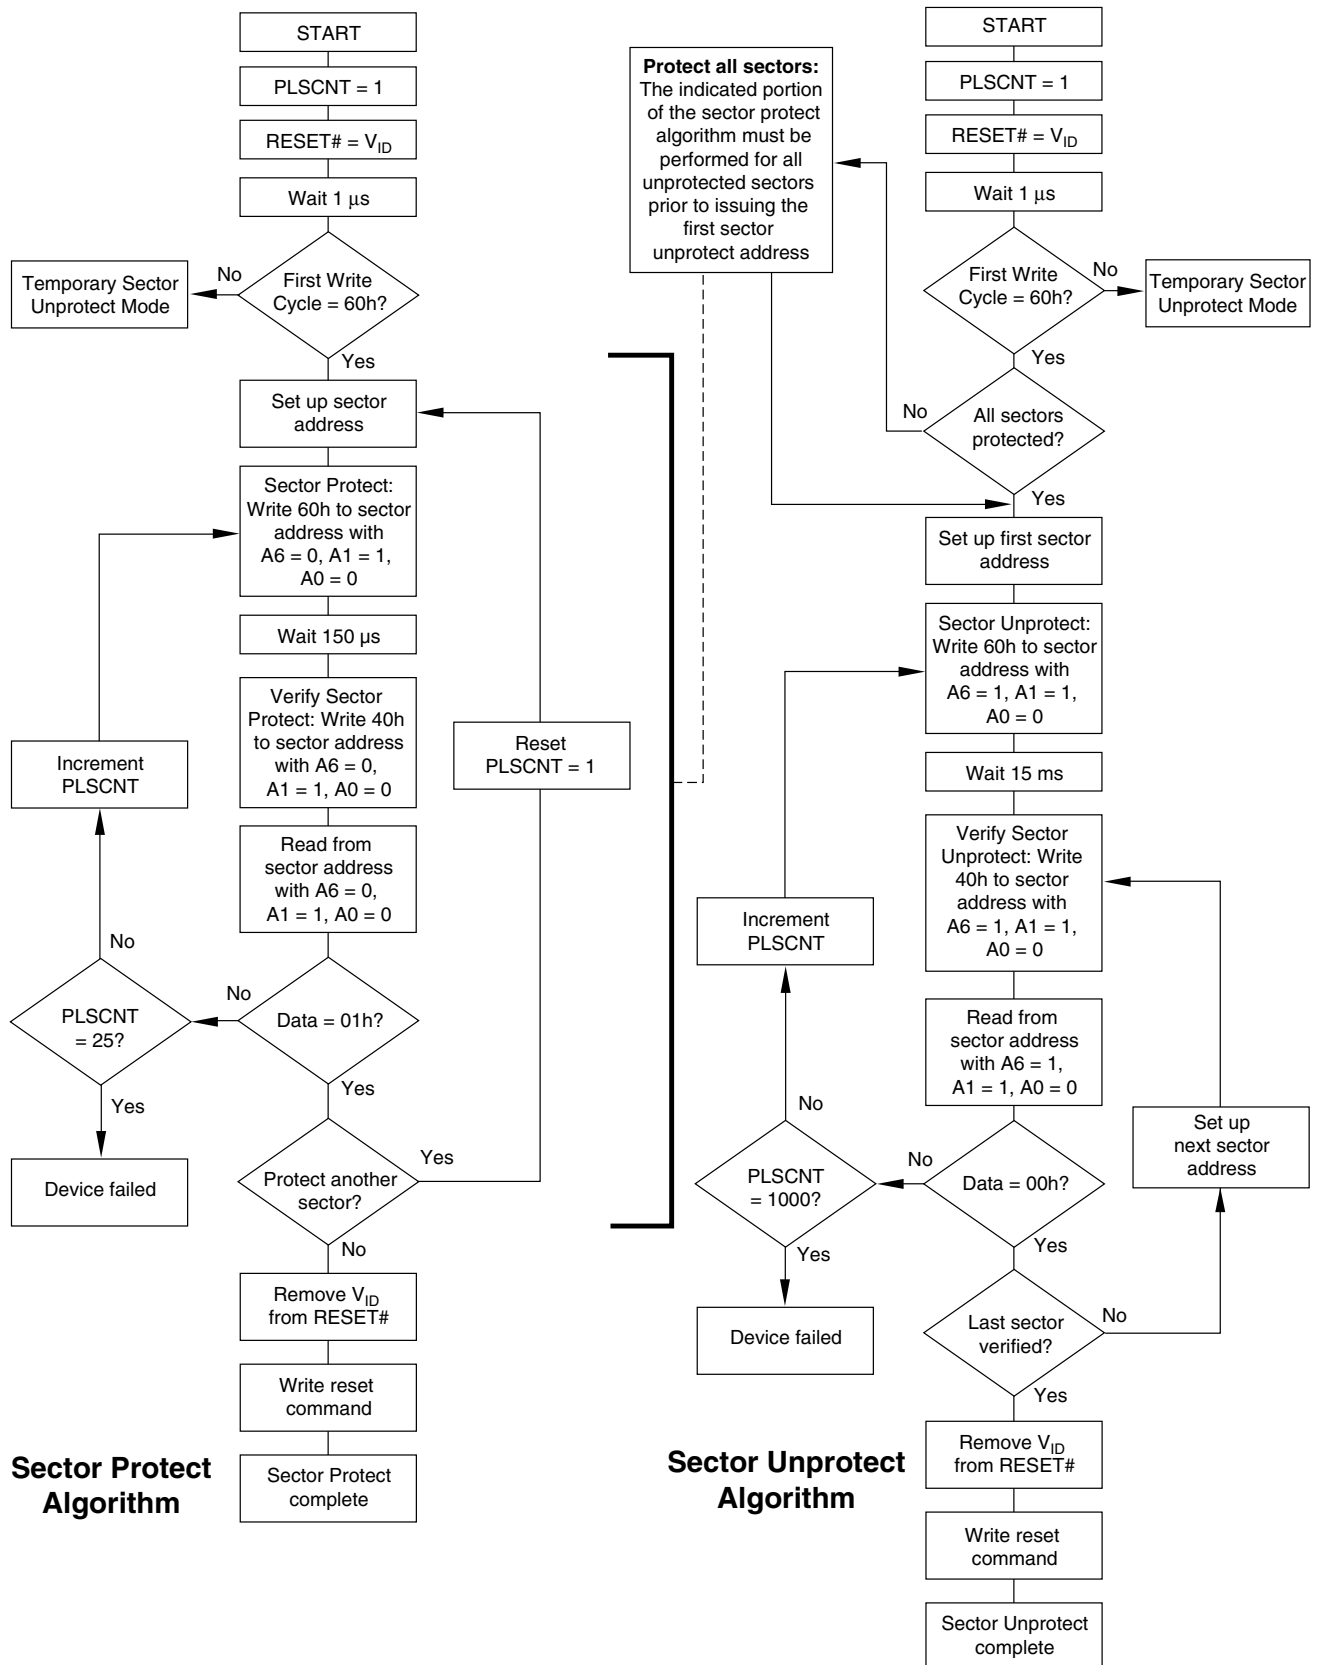 START
PLSCNT = 1
RESET# = VID
Wait 1 μs
First Write
Cycle = 60h?
No
Temporary Sector
Unprotect Mode
Yes
Set up sector
address
Sector Protect:
Write 60h to sector
address with
A6 = 0, A1 = 1,
A0 = 0
Wait 150 µs
Verify Sector
Protect: Write 40h
to sector address
with A6 = 0,
A1 = 1, A0 = 0
Increment
PLSCNT
Reset
PLSCNT = 1
Read from
sector address
with A6 = 0,
A1 = 1, A0 = 0
No
PLSCNT
= 25?
No
Data = 01h?
Yes
Yes
Device failed
Protect another
sector?
Yes
No
Remove VID
from RESET#
Write reset
command
Sector Protect
complete
Sector Protect
Algorithm
START
PLSCNT = 1
RESET# = VID
Wait 1 μs
Protect all sectors:
The indicated portion
of the sector protect
algorithm must be
performed for all
unprotected sectors
prior to issuing the
first sector
unprotect address
First Write
Cycle = 60h?
No
Temporary Sector
Unprotect Mode
Yes
All sectors
protected?
No
Yes
Set up first sector
address
Sector Unprotect:
Write 60h to sector
address with
A6 = 1, A1 = 1,
A0 = 0
Wait 15 ms
Verify Sector
Unprotect: Write
40h to sector
address with
A6 = 1, A1 = 1,
A0 = 0
Increment
PLSCNT
Read from
sector address
with A6 = 1,
A1 = 1, A0 = 0
No
Set up
next sector
address
PLSCNT
= 1000?
No
Data = 00h?
Yes
Yes
Device failed
Last sector
verified?
No
Yes
Remove VID
from RESET#
Write reset
command
Sector Unprotect
complete
Sector Unprotect
Algorithm